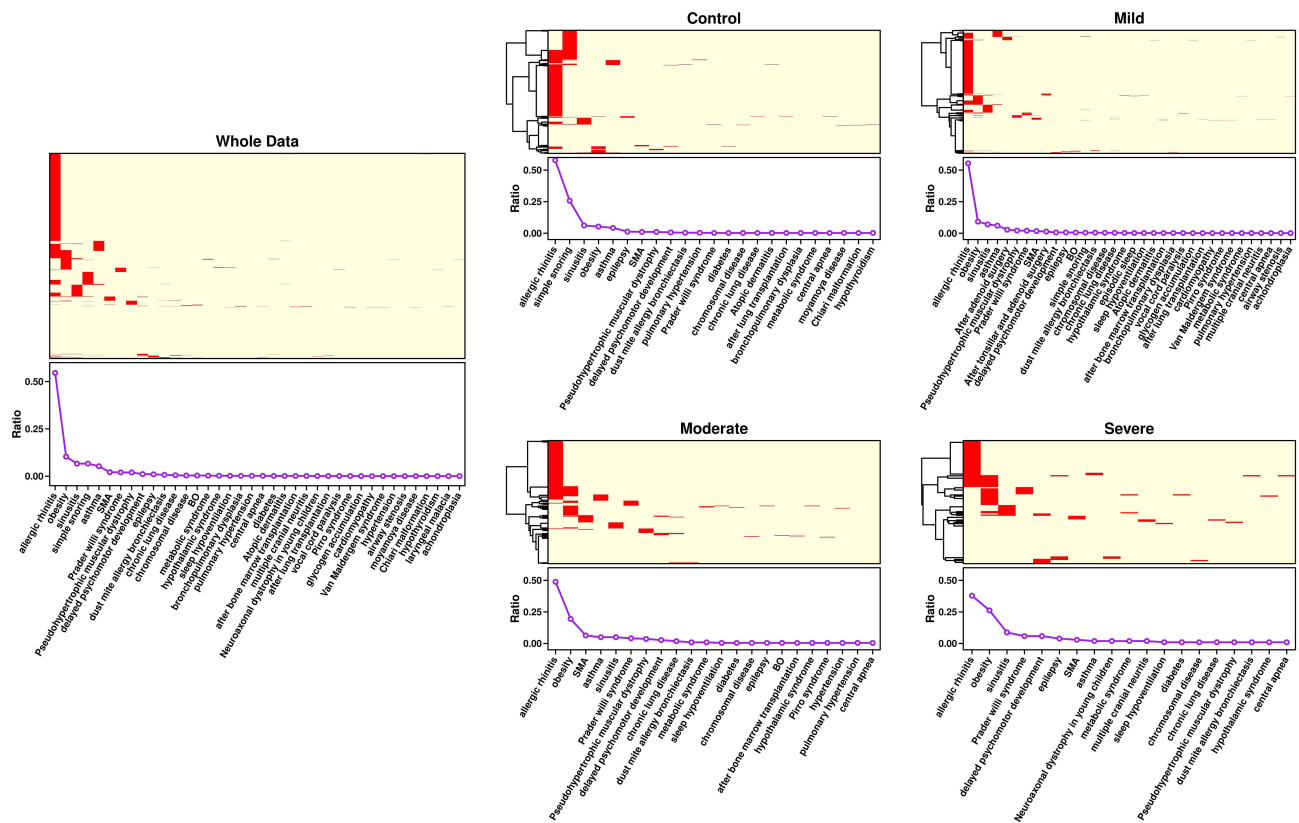 Whole Data
Ratio
0.50
0.25
0.00
allergic rhinitis
obesity
sinusitis
simple snoring
asthma
SMA
Prader willi syndrome
Pseudohypertrophic muscular dystrophy
delayed psychomotor development
epilepsy
dust mite allergy bronchiectasis
chronic lung disease
chromosomal disease
BO
metabolic syndrome
hypothalamic syndrome
sleep hypoventilation
bronchopulmonary dysplasia
pulmonary hypertension
central apnea
diabetes
Atopic dermatitis
after bone marrow transplantation
multiple cranial neuritis
Neuroaxonal dystrophy in young children
after lung transplantation
vocal cord paralysis
Pirro syndrome
glycogen accumulation
cardiomyopathy
Van Maldergem syndrome
hypertension
airway stenosis
moyamoya disease
Chiari malformation
hypothyroidism
laryngeal malacia
achondroplasia
Control
Ratio
0.50
0.25
0.00
allergic rhinitis
simple snoring
sinusitis
obesity
asthma
epilepsy
SMA
Pseudohypertrophic muscular dystrophy
delayed psychomotor development
dust mite allergy bronchiectasis
pulmonary hypertension
Prader willi syndrome
diabetes
chromosomal disease
chronic lung disease
Atopic dermatitis
after lung transplantation
bronchopulmonary dysplasia
metabolic syndrome
central apnea
moyamoya disease
Chiari malformation
hypothyroidism
Mild
Ratio
0.50
0.25
0.00
allergic rhinitis
obesity
sinusitis
asthma
After adenoid surgery
Pseudohypertrophic muscular dystrophy
Prader willi syndrome
SMA
After tonsillar and adenoid surgery
delayed psychomotor development
epilepsy
BO
simple snoring
dust mite allergy bronchiectasis
chromosomal disease
chronic lung disease
hypothalamic syndrome
sleep hypoventilation
Atopic dermatitis
after bone marrow transplantation
bronchopulmonary dysplasia
vocal cord paralysis
glycogen accumulation
after lung transplantation
cardiomyopathy
Pirro syndrome
Van Maldergem syndrome
metabolic syndrome
pulmonary hypertension
multiple cranial neuritis
central apnea
airway stenosis
achondroplasia
Moderate
Ratio
0.50
0.25
0.00
allergic rhinitis
obesity
SMA
asthma
sinusitis
Prader willi syndrome
Pseudohypertrophic muscular dystrophy
delayed psychomotor development
chronic lung disease
dust mite allergy bronchiectasis
metabolic syndrome
sleep hypoventilation
diabetes
chromosomal disease
epilepsy
BO
after bone marrow transplantation
hypothalamic syndrome
Pirro syndrome
hypertension
pulmonary hypertension
central apnea
Severe
Ratio
0.50
0.25
0.00
allergic rhinitis
obesity
sinusitis
Prader willi syndrome
delayed psychomotor development
epilepsy
SMA
asthma
Neuroaxonal dystrophy in young children
metabolic syndrome
multiple cranial neuritis
sleep hypoventilation
diabetes
chromosomal disease
chronic lung disease
Pseudohypertrophic muscular dystrophy
dust mite allergy bronchiectasis
hypothalamic syndrome
central apnea